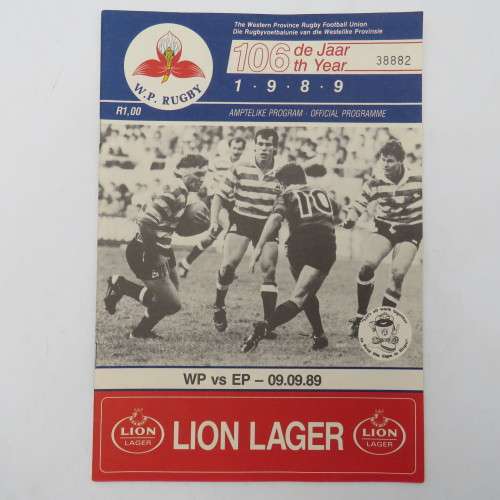 The Western Province Rugby Football Union
Die Rugbyvoetbalunie van die Westelike Provinsie
106 de Jaar
th Year
38882
1 · 9 · 8 · 9
W.P. RUGBY
R1,00
AMPTELIKE PROGRAM · OFFICIAL PROGRAMME
10
WP vs EP – 09.09.89
LION
LAGER
LION LAGER
LION
LAGER